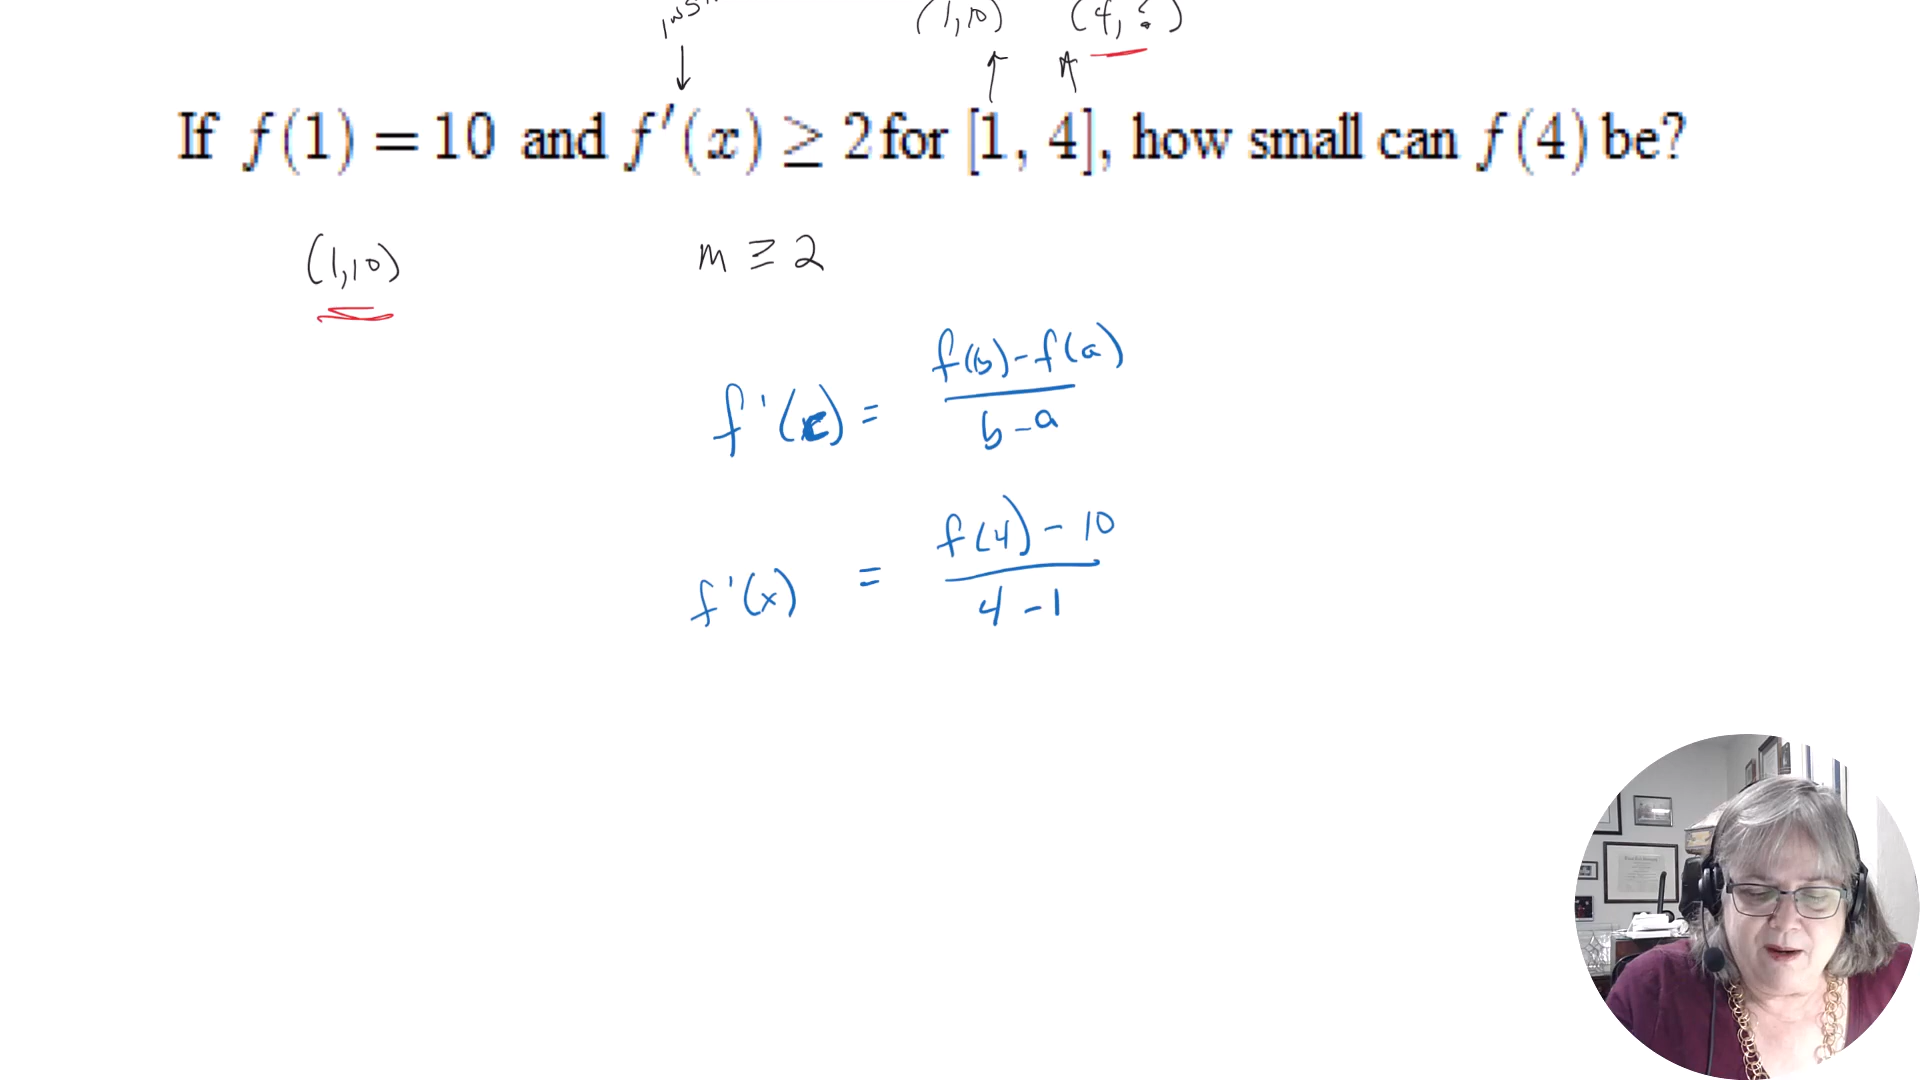 (1,10) (4, ?)
If f(1) = 10 and f′(x) ≥ 2 for [1, 4], how small can f(4) be?
(1,10) m ≥ 2
f'(c) = f(b)-f(a) / b-a
f'(x) = f(4) - 10 / 4-1